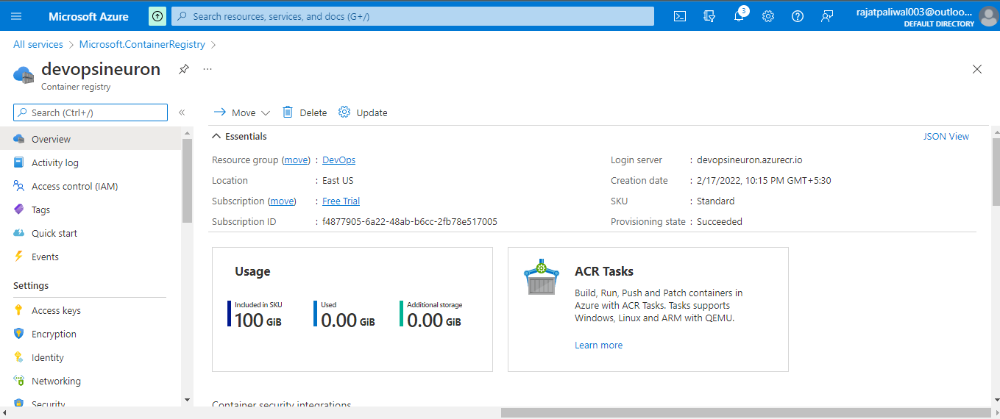 Microsoft Azure
Search resources, services, and docs (G+/)
3
rajatpaliwal003@outloo...
DEFAULT DIRECTORY
All services > Microsoft.ContainerRegistry >
devopsineuron
...
Container registry
Search (Ctrl+/)
«
Overview
Activity log
Access control (IAM)
Tags
Quick start
Events
Settings
Access keys
Encryption
Identity
Networking
Security
Move
Delete
Update
Essentials
JSON View
Resource group (move) : DevOps
Location : East US
Subscription (move) : Free Trial
Subscription ID : f4877905-6a22-48ab-b6cc-2fb78e517005
Login server : devopsineuron.azurecr.io
Creation date : 2/17/2022, 10:15 PM GMT+5:30
SKU : Standard
Provisioning state : Succeeded
Usage
Included in SKU
100 GiB
Used
0.00 GiB
Additional storage
0.00 GiB
ACR Tasks
Build, Run, Push and Patch containers in
Azure with ACR Tasks. Tasks supports
Windows, Linux and ARM with QEMU.
Learn more
Container security integrations